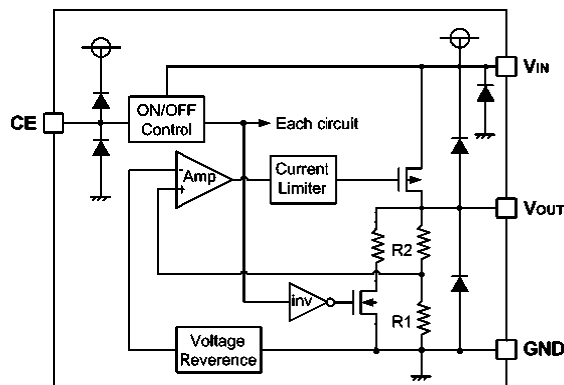 VIN
CE
ON/OFF
Control
Each circuit
-
Amp
+
Current
Limiter
VOUT
R2
inv
R1
Voltage
Reverence
GND